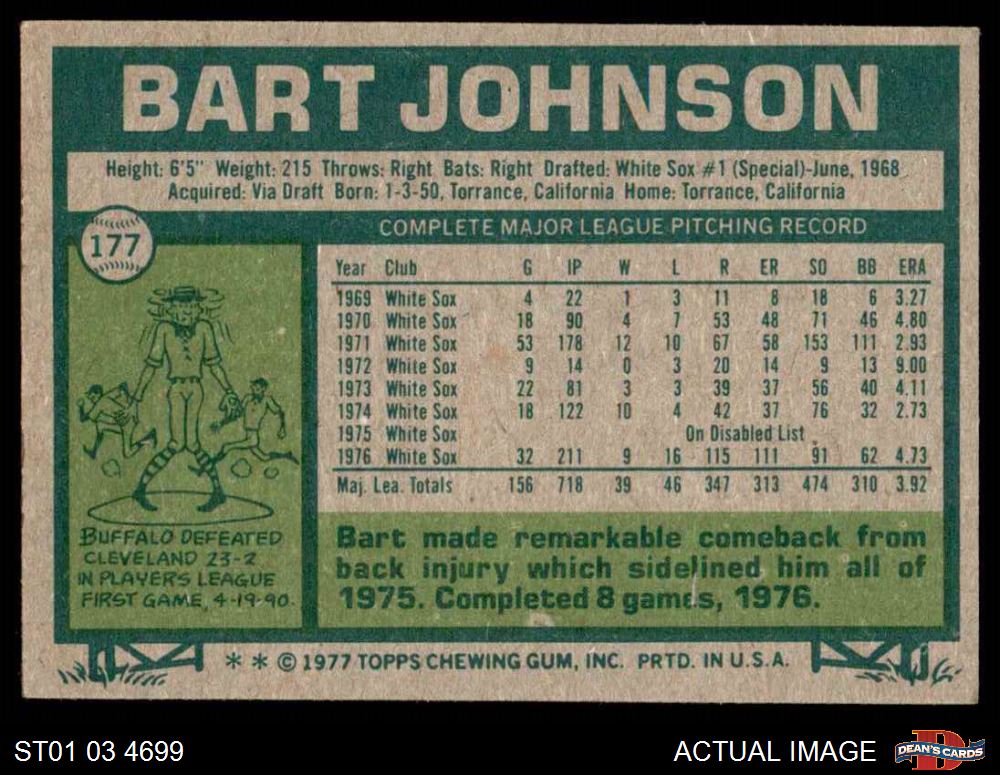 BART JOHNSON
Height: 6'5" Weight: 215 Throws: Right Bats: Right Drafted: White Sox #1 (Special)-June, 1968
Acquired: Via Draft Born: 1-3-50, Torrance, California Home: Torrance, California
177
COMPLETE MAJOR LEAGUE PITCHING RECORD
Year Club G IP W L R ER SO BB ERA
1969 White Sox 4 22 1 3 11 8 18 6 3.27
1970 White Sox 18 90 4 7 53 48 71 46 4.80
1971 White Sox 53 178 12 10 67 58 153 111 2.93
1972 White Sox 9 14 0 3 20 14 9 13 9.00
1973 White Sox 22 81 3 3 39 37 56 40 4.11
1974 White Sox 18 122 10 4 42 37 76 32 2.73
1975 White Sox On Disabled List
1976 White Sox 32 211 9 16 115 111 91 62 4.73
Maj. Lea. Totals 156 718 39 46 347 313 474 310 3.92
BUFFALO DEFEATED
CLEVELAND 23-2
IN PLAYERS LEAGUE
FIRST GAME, 4-19-90.
Bart made remarkable comeback from
back injury which sidelined him all of
1975. Completed 8 games, 1976.
* * © 1977 TOPPS CHEWING GUM, INC. PRTD. IN U.S.A.
ST01 03 4699
ACTUAL IMAGE
DEAN'S CARDS